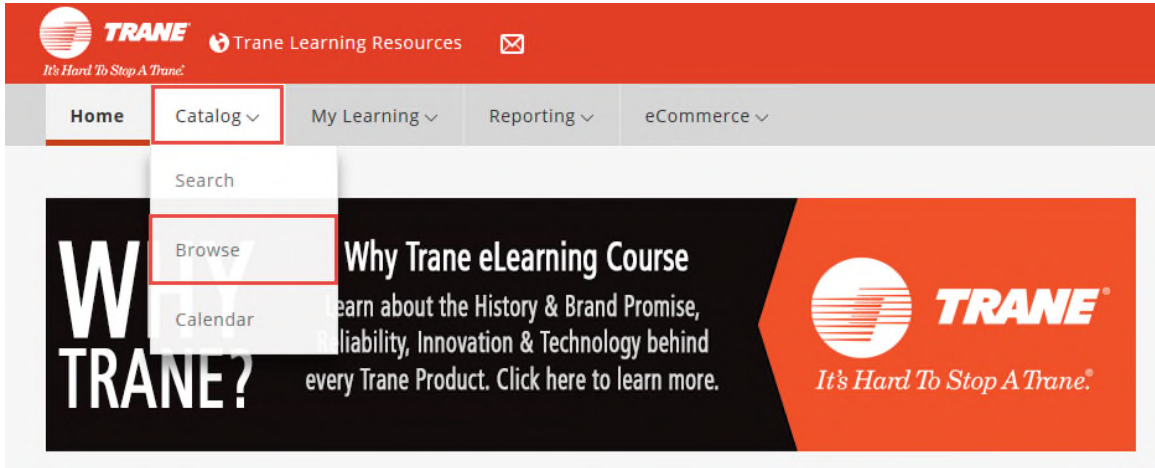 TRANE
It's Hard To Stop A Trane.®
Trane Learning Resources
Home Catalog My Learning Reporting eCommerce
Search
Browse
Calendar
WHY
TRANE?
Why Trane eLearning Course
Learn about the History & Brand Promise,
Reliability, Innovation & Technology behind
every Trane Product. Click here to learn more.
TRANE®
It's Hard To Stop A Trane.®